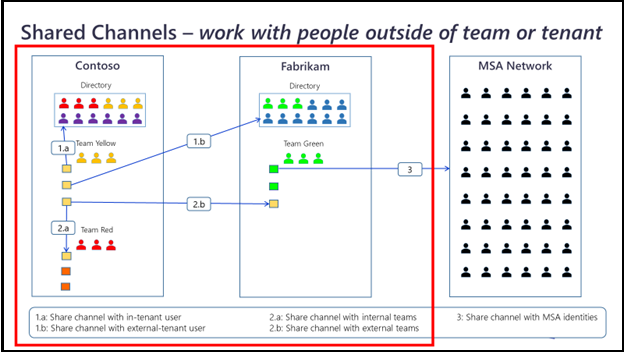 Shared Channels – work with people outside of team or tenant
Contoso
Fabrikam
MSA Network
Directory
Directory
1.a
Team Yellow
1.b
Team Green
3
2.b
2.a
Team Red
1.a: Share channel with in-tenant user
2.a: Share channel with internal teams
3: Share channel with MSA identities
1.b: Share channel with external-tenant user
2.b: Share channel with external teams